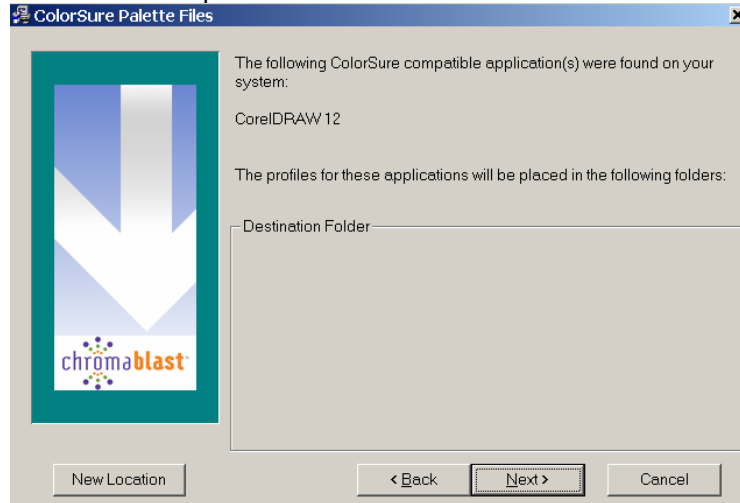 ColorSure Palette Files
The following ColorSure compatible application(s) were found on your
system:
CorelDRAW 12
The profiles for these applications will be placed in the following folders:
Destination Folder
chromablast
New Location
< Back
Next >
Cancel